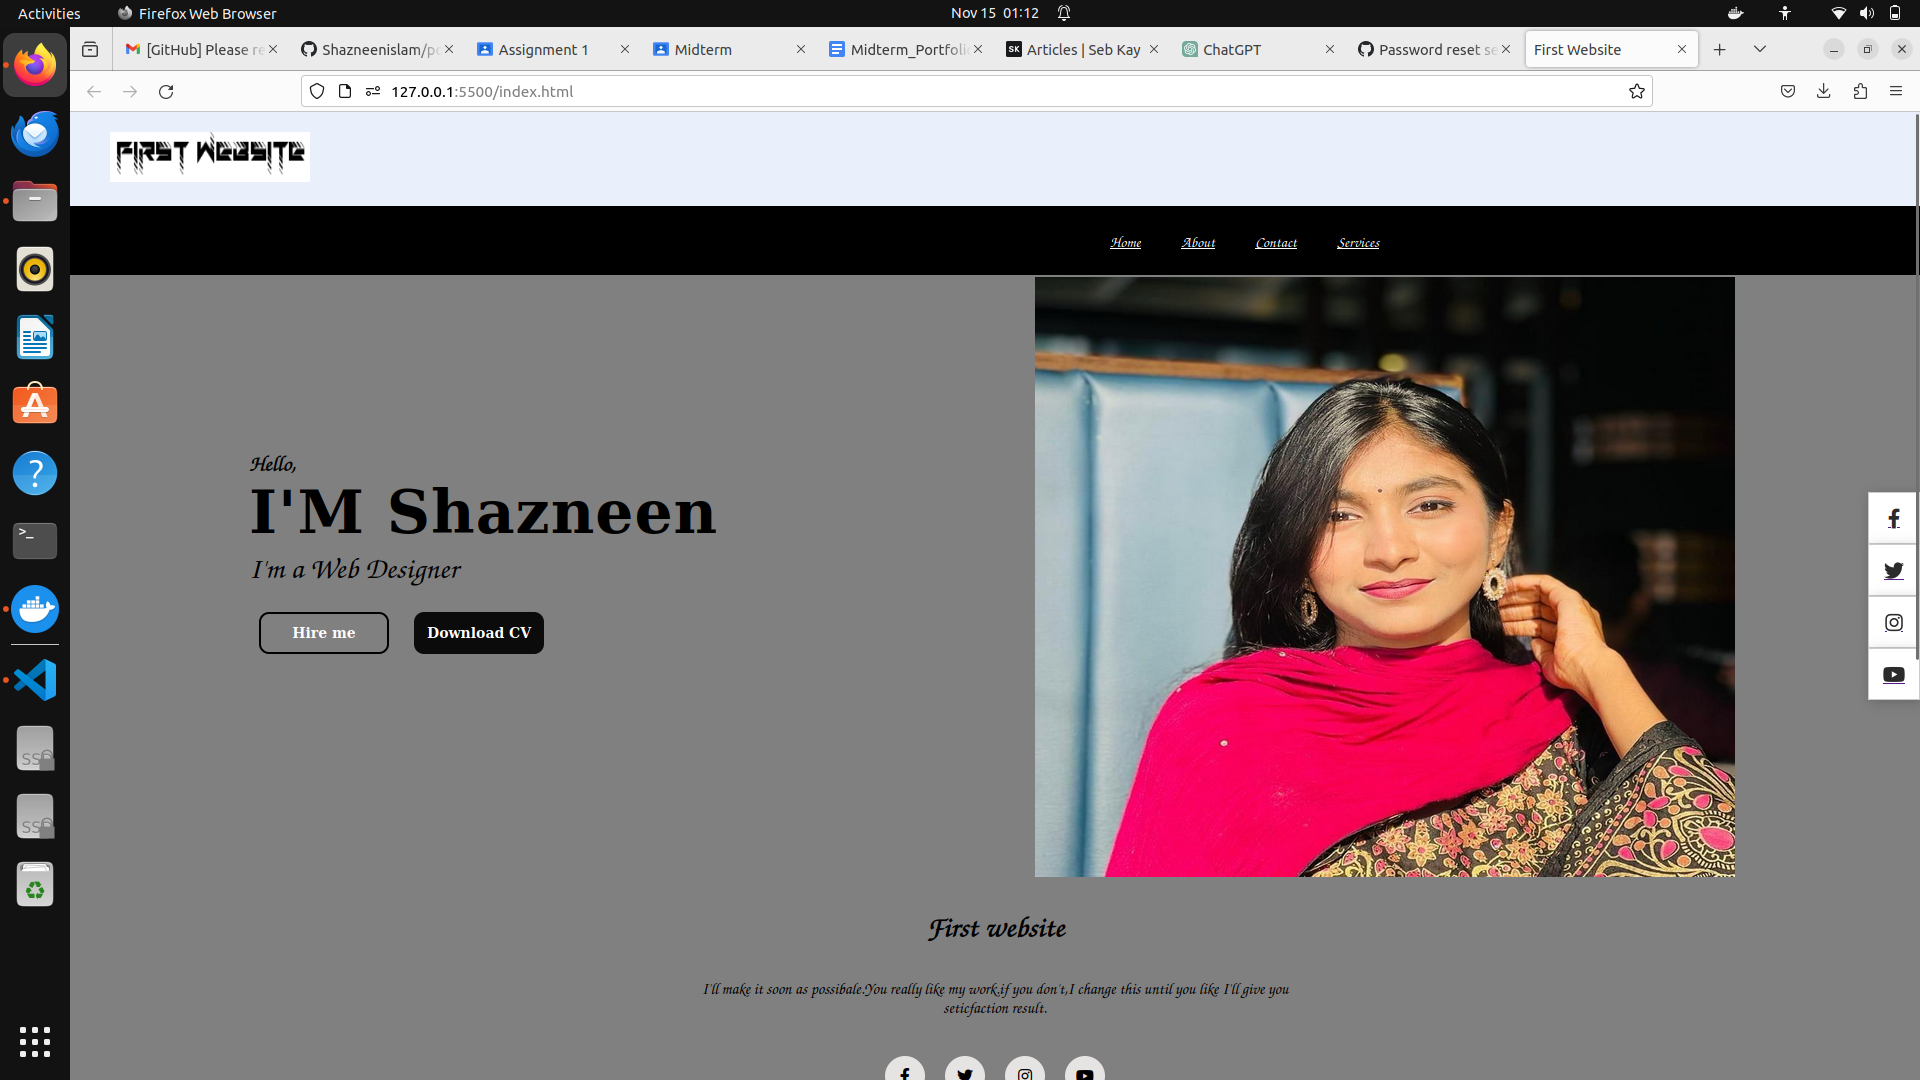 Activities
Firefox Web Browser
Nov 15 01:12
[GitHub] Please re
Shazneenislam/po
Assignment 1
Midterm
Midterm_Portfolio
Articles | Seb Kay
ChatGPT
Password reset se
First Website
127.0.0.1:5500/index.html
FIRST WEBSITE
Home
About
Contact
Services
Hello,
I'M Shazneen
I'm a Web Designer
Hire me
Download CV
First website
I'll make it soon as possibale.You really like my work.if you don't,I change this until you like I'll give you
seticfaction result.